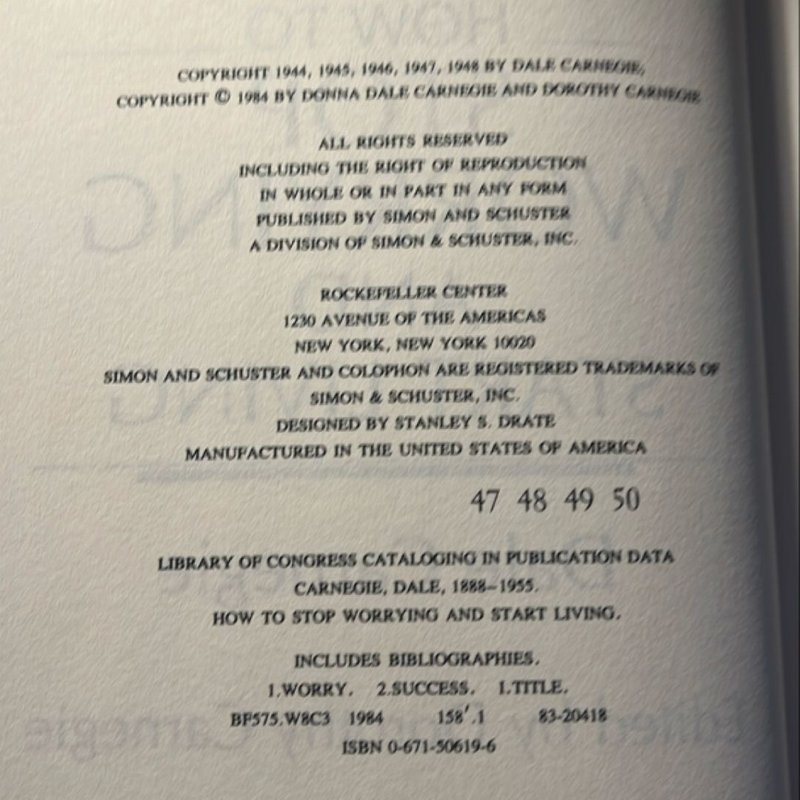 COPYRIGHT 1944, 1945, 1946, 1947, 1948 BY DALE CARNEGIE,
COPYRIGHT © 1984 BY DONNA DALE CARNEGIE AND DOROTHY CARNEGIE
ALL RIGHTS RESERVED
INCLUDING THE RIGHT OF REPRODUCTION
IN WHOLE OR IN PART IN ANY FORM
PUBLISHED BY SIMON AND SCHUSTER
A DIVISION OF SIMON & SCHUSTER, INC.
ROCKEFELLER CENTER
1230 AVENUE OF THE AMERICAS
NEW YORK, NEW YORK 10020
SIMON AND SCHUSTER AND COLOPHON ARE REGISTERED TRADEMARKS OF
SIMON & SCHUSTER, INC.
DESIGNED BY STANLEY S. DRATE
MANUFACTURED IN THE UNITED STATES OF AMERICA
47 48 49 50
LIBRARY OF CONGRESS CATALOGING IN PUBLICATION DATA
CARNEGIE, DALE, 1888–1955.
HOW TO STOP WORRYING AND START LIVING.
INCLUDES BIBLIOGRAPHIES.
1.WORRY. 2.SUCCESS. 1.TITLE.
BF575.W8C3 1984 158'.1 83-20418
ISBN 0-671-50619-6